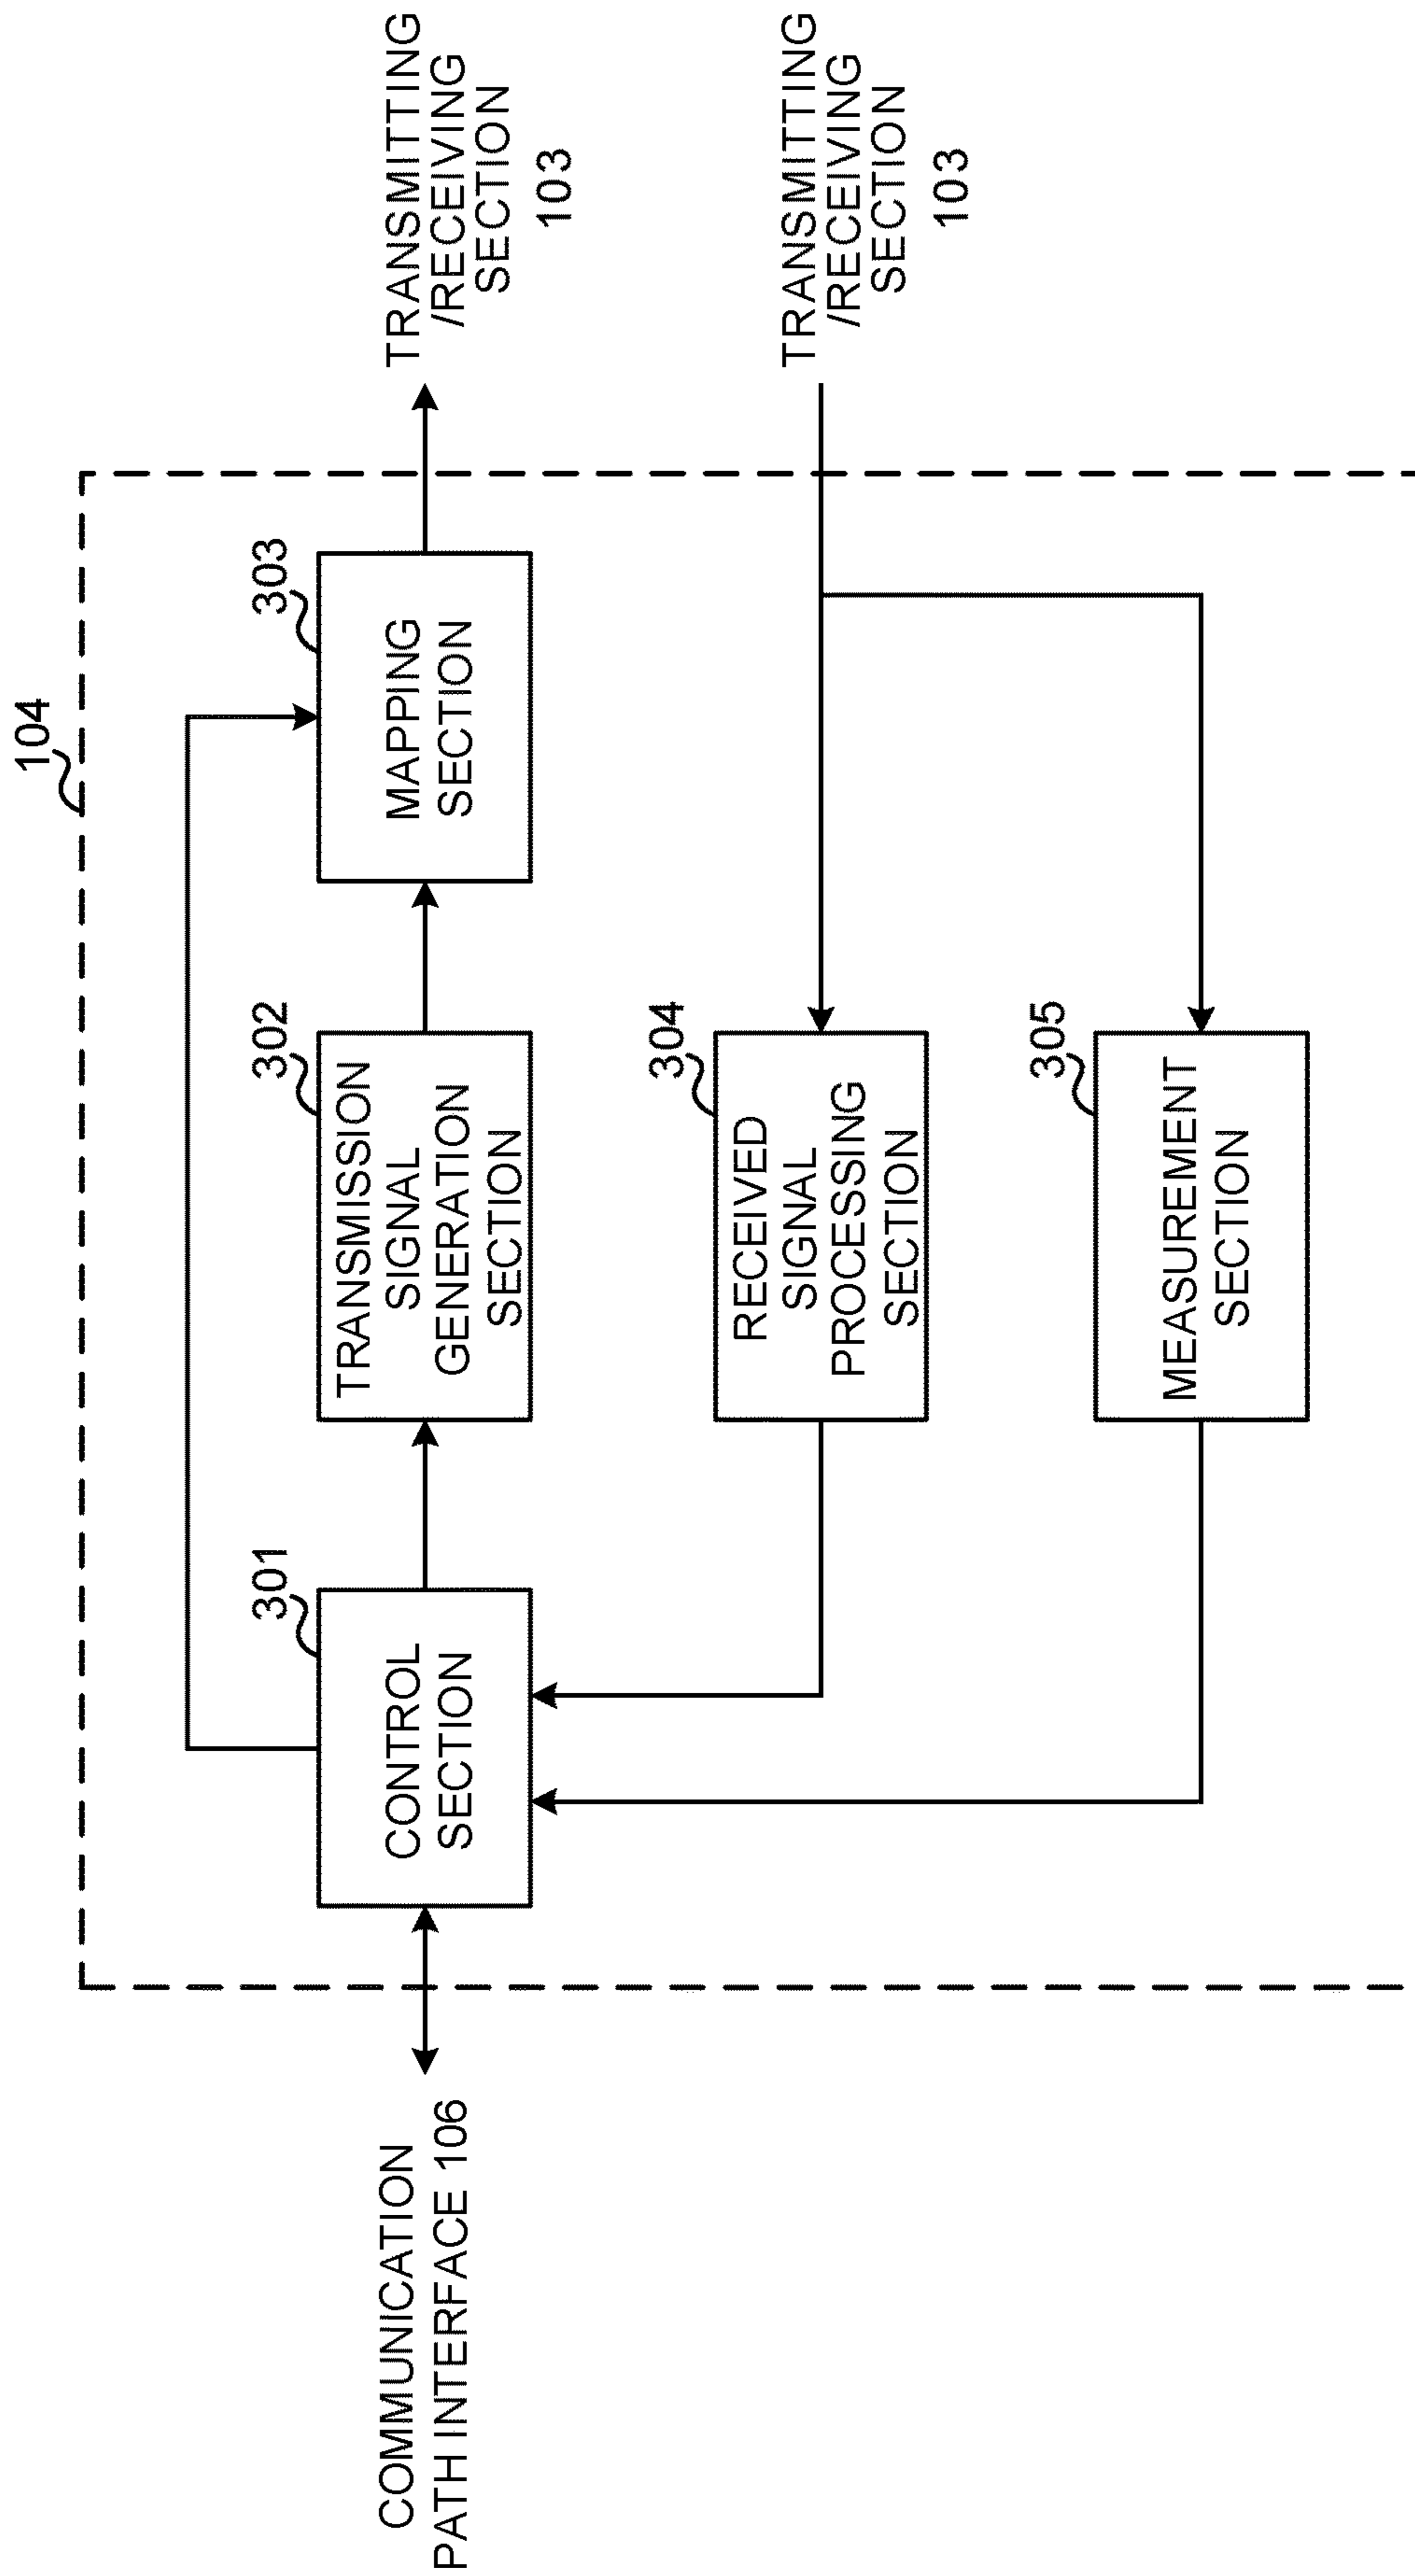 104
301
CONTROL
SECTION
302
TRANSMISSION
SIGNAL
GENERATION
SECTION
303
MAPPING
SECTION
TRANSMITTING
/RECEIVING
SECTION
103
COMMUNICATION
PATH INTERFACE 106
304
RECEIVED
SIGNAL
PROCESSING
SECTION
TRANSMITTING
/RECEIVING
SECTION
103
305
MEASUREMENT
SECTION